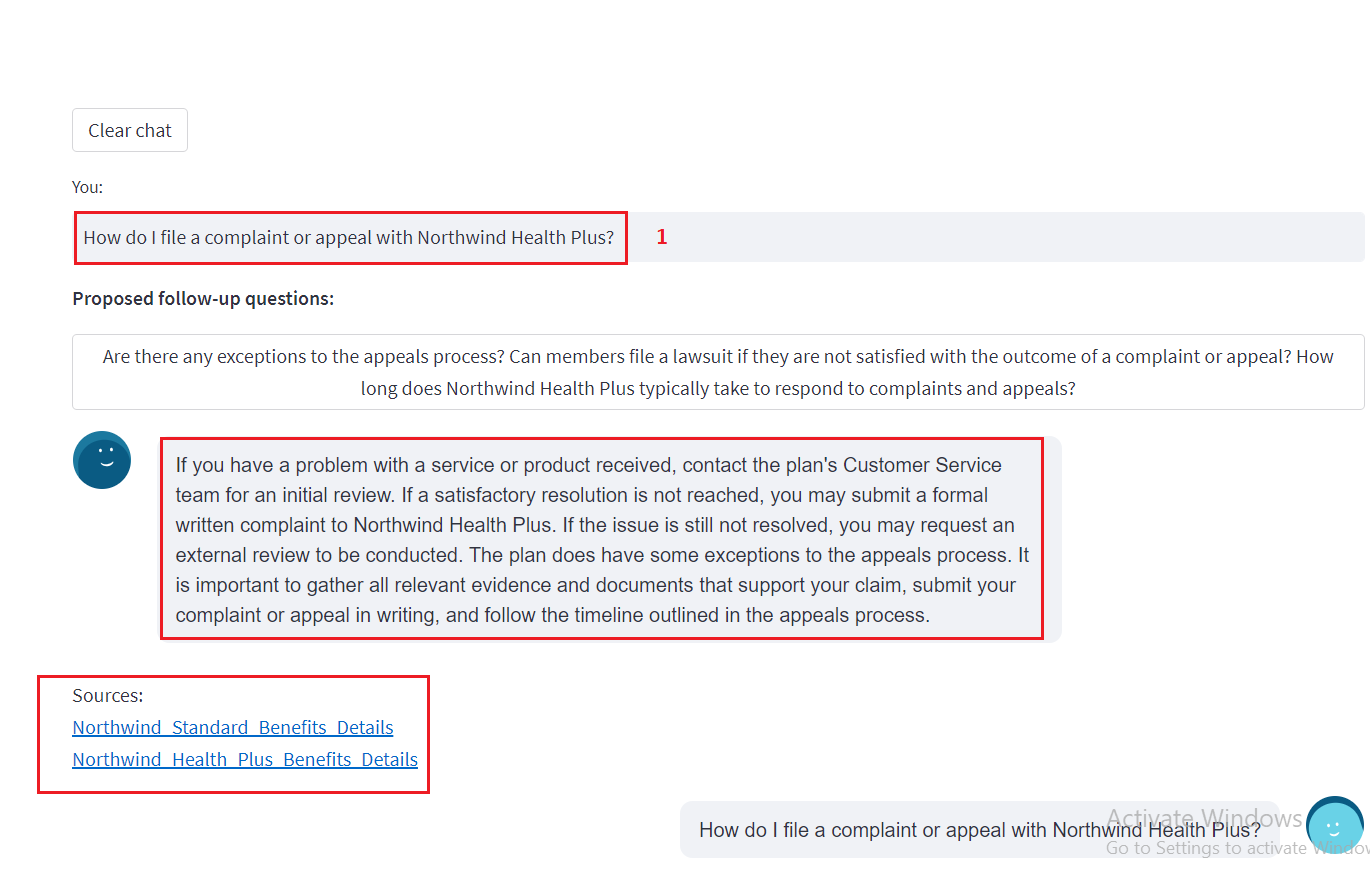 Clear chat
You:
How do I file a complaint or appeal with Northwind Health Plus?
1
Proposed follow-up questions:
Are there any exceptions to the appeals process? Can members file a lawsuit if they are not satisfied with the outcome of a complaint or appeal? How
long does Northwind Health Plus typically take to respond to complaints and appeals?
If you have a problem with a service or product received, contact the plan's Customer Service
team for an initial review. If a satisfactory resolution is not reached, you may submit a formal
written complaint to Northwind Health Plus. If the issue is still not resolved, you may request an
external review to be conducted. The plan does have some exceptions to the appeals process. It
is important to gather all relevant evidence and documents that support your claim, submit your
complaint or appeal in writing, and follow the timeline outlined in the appeals process.
Sources:
Northwind_Standard_Benefits_Details
Northwind_Health_Plus_Benefits_Details
Activate Windows
How do I file a complaint or appeal with Northwind Health Plus?
Go to Settings to activate Window